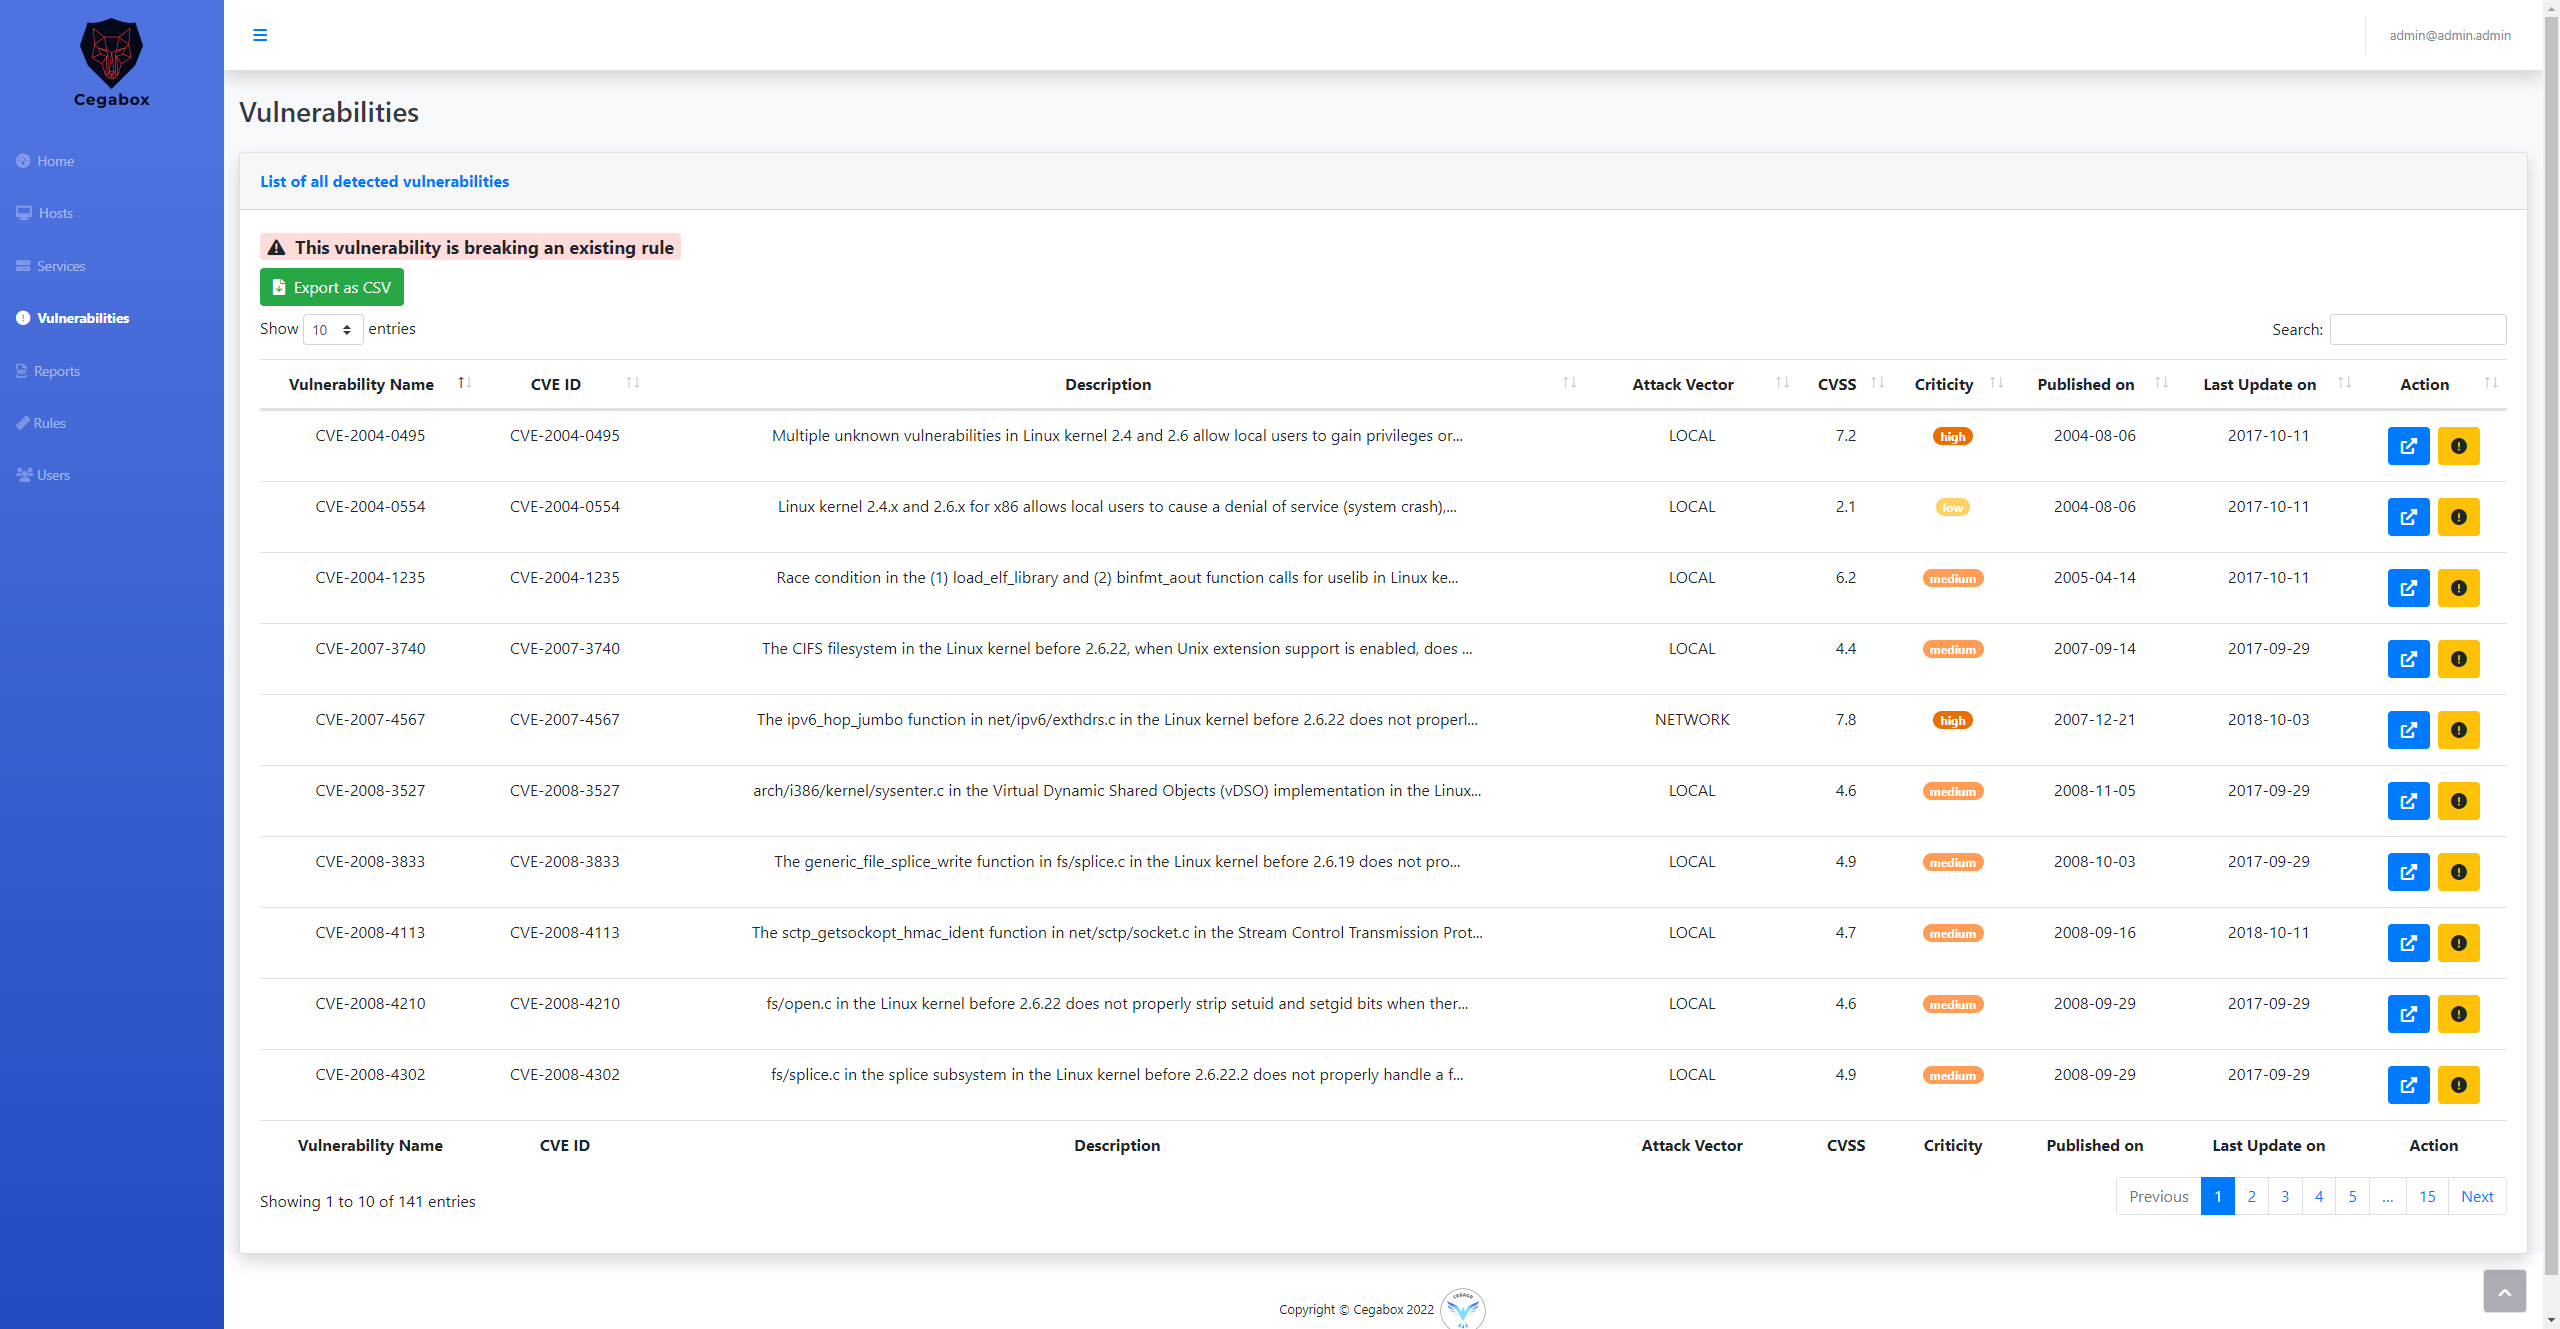 Cegabox
admin@admin.admin
Home
Hosts
Services
Vulnerabilities
Reports
Rules
Users
Vulnerabilities
List of all detected vulnerabilities
This vulnerability is breaking an existing rule
Export as CSV
Show 10 entries
Search:
Vulnerability Name CVE ID Description Attack Vector CVSS Criticity Published on Last Update on Action
CVE-2004-0495 CVE-2004-0495 Multiple unknown vulnerabilities in Linux kernel 2.4 and 2.6 allow local users to gain privileges or... LOCAL 7.2 high 2004-08-06 2017-10-11
CVE-2004-0554 CVE-2004-0554 Linux kernel 2.4.x and 2.6.x for x86 allows local users to cause a denial of service (system crash),... LOCAL 2.1 low 2004-08-06 2017-10-11
CVE-2004-1235 CVE-2004-1235 Race condition in the (1) load_elf_library and (2) binfmt_aout function calls for uselib in Linux ke... LOCAL 6.2 medium 2005-04-14 2017-10-11
CVE-2007-3740 CVE-2007-3740 The CIFS filesystem in the Linux kernel before 2.6.22, when Unix extension support is enabled, does ... LOCAL 4.4 medium 2007-09-14 2017-09-29
CVE-2007-4567 CVE-2007-4567 The ipv6_hop_jumbo function in net/ipv6/exthdrs.c in the Linux kernel before 2.6.22 does not properl... NETWORK 7.8 high 2007-12-21 2018-10-03
CVE-2008-3527 CVE-2008-3527 arch/i386/kernel/sysenter.c in the Virtual Dynamic Shared Objects (vDSO) implementation in the Linux... LOCAL 4.6 medium 2008-11-05 2017-09-29
CVE-2008-3833 CVE-2008-3833 The generic_file_splice_write function in fs/splice.c in the Linux kernel before 2.6.19 does not pro... LOCAL 4.9 medium 2008-10-03 2017-09-29
CVE-2008-4113 CVE-2008-4113 The sctp_getsockopt_hmac_ident function in net/sctp/socket.c in the Stream Control Transmission Prot... LOCAL 4.7 medium 2008-09-16 2018-10-11
CVE-2008-4210 CVE-2008-4210 fs/open.c in the Linux kernel before 2.6.22 does not properly strip setuid and setgid bits when ther... LOCAL 4.6 medium 2008-09-29 2017-09-29
CVE-2008-4302 CVE-2008-4302 fs/splice.c in the splice subsystem in the Linux kernel before 2.6.22.2 does not properly handle a f... LOCAL 4.9 medium 2008-09-29 2017-09-29
Vulnerability Name CVE ID Description Attack Vector CVSS Criticity Published on Last Update on Action
Showing 1 to 10 of 141 entries
Previous 1 2 3 4 5 ... 15 Next
Copyright © Cegabox 2022